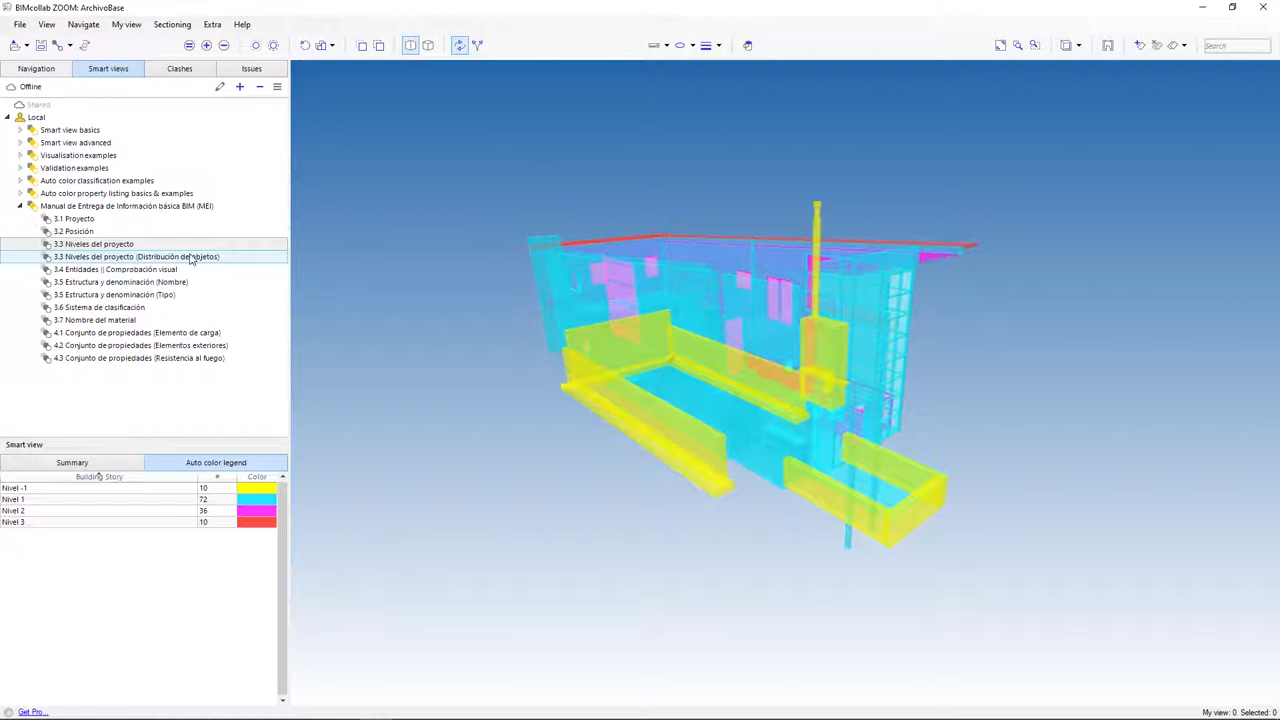 BIMcollab ZOOM: ArchivoBase
File View Navigate My view Sectioning Extra Help
Search
Navigation Smart views Clashes Issues
Offline
Shared
Local
Smart view basics
Smart view advanced
Visualisation examples
Validation examples
Auto color classification examples
Auto color property listing basics & examples
Manual de Entrega de Información básica BIM (MEI)
3.1 Proyecto
3.2 Posición
3.3 Niveles del proyecto
3.3 Niveles del proyecto (Distribución de objetos)
3.4 Entidades || Comprobación visual
3.5 Estructura y denominación (Nombre)
3.5 Estructura y denominación (Tipo)
3.6 Sistema de clasificación
3.7 Nombre del material
4.1 Conjunto de propiedades (Elemento de carga)
4.2 Conjunto de propiedades (Elementos exteriores)
4.3 Conjunto de propiedades (Resistencia al fuego)
Smart view
Summary Auto color legend
Building Story # Color
Nivel -1 10
Nivel 1 72
Nivel 2 36
Nivel 3 10
Get Pro...
My view: 0 Selected: 0